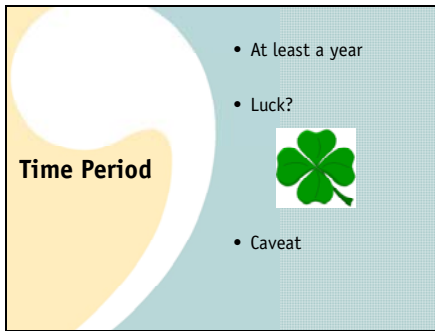 Time Period
• At least a year
• Luck?
• Caveat